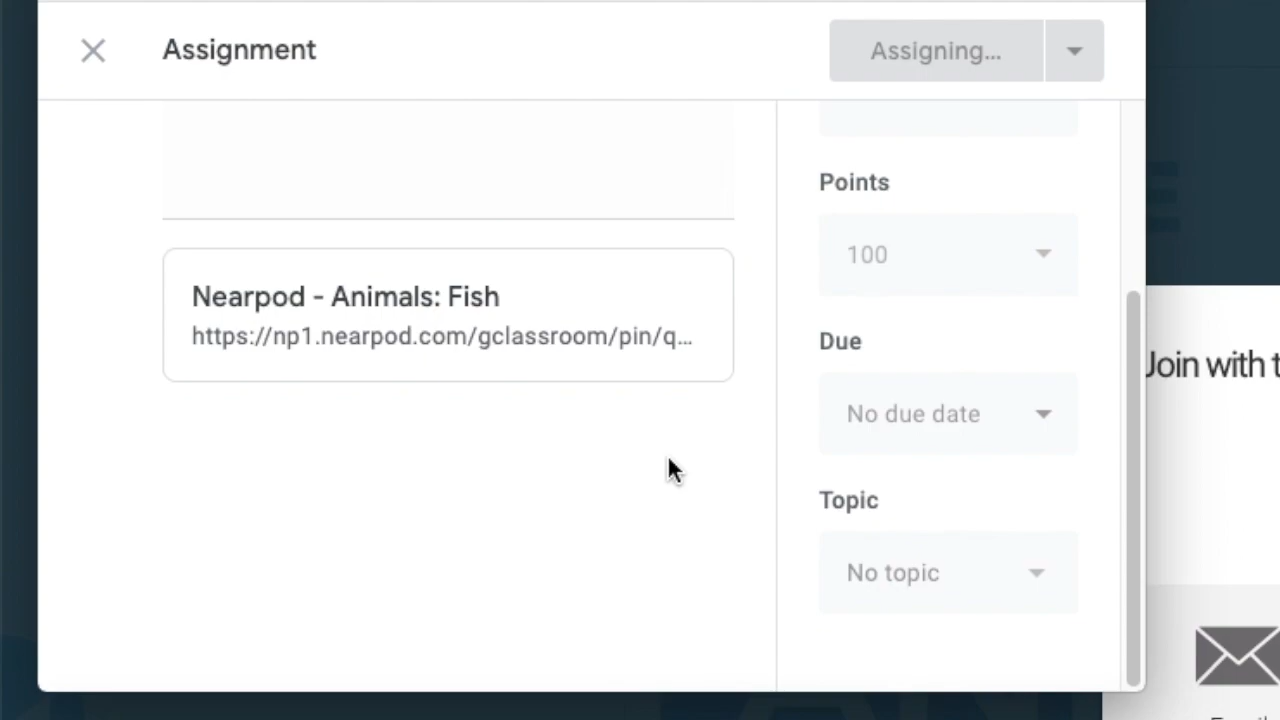 Assignment
Assigning...
Points
100
Nearpod - Animals: Fish
https://np1.nearpod.com/gclassroom/pin/q...
Due
No due date
Topic
No topic
Join with t